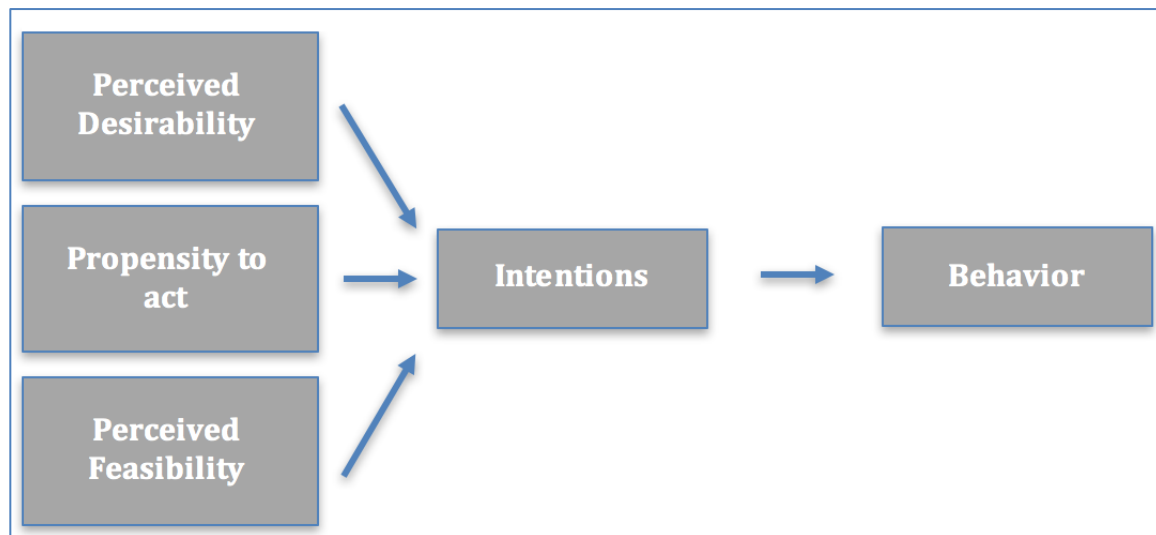 Perceived
Desirability
Propensity to
act
Intentions
Behavior
Perceived
Feasibility